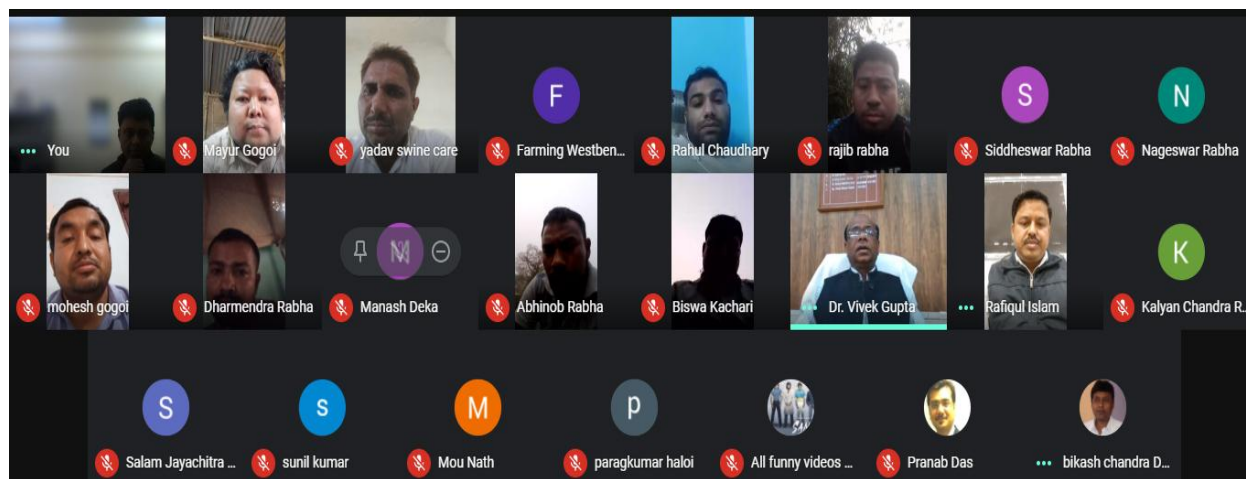 You
Mayur Gogoi
yadav swine care
F
Farming Westben...
Rahul Chaudhary
rajib rabha
S
Siddheswar Rabha
N
Nageswar Rabha
mohesh gogoi
Dharmendra Rabha
M
Manash Deka
Abhinob Rabha
Biswa Kachari
Dr. Vivek Gupta
Rafiqul Islam
K
Kalyan Chandra R...
S
Salam Jayachitra ...
s
sunil kumar
M
Mou Nath
p
paragkumar haloi
All funny videos ...
Pranab Das
bikash chandra D...